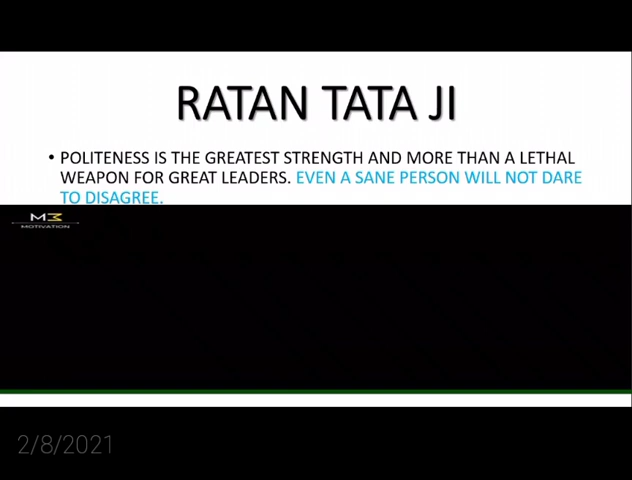 RATAN TATA JI
• POLITENESS IS THE GREATEST STRENGTH AND MORE THAN A LETHAL
WEAPON FOR GREAT LEADERS. EVEN A SANE PERSON WILL NOT DARE
TO DISAGREE.
M3
MOTIVATION
2/8/2021